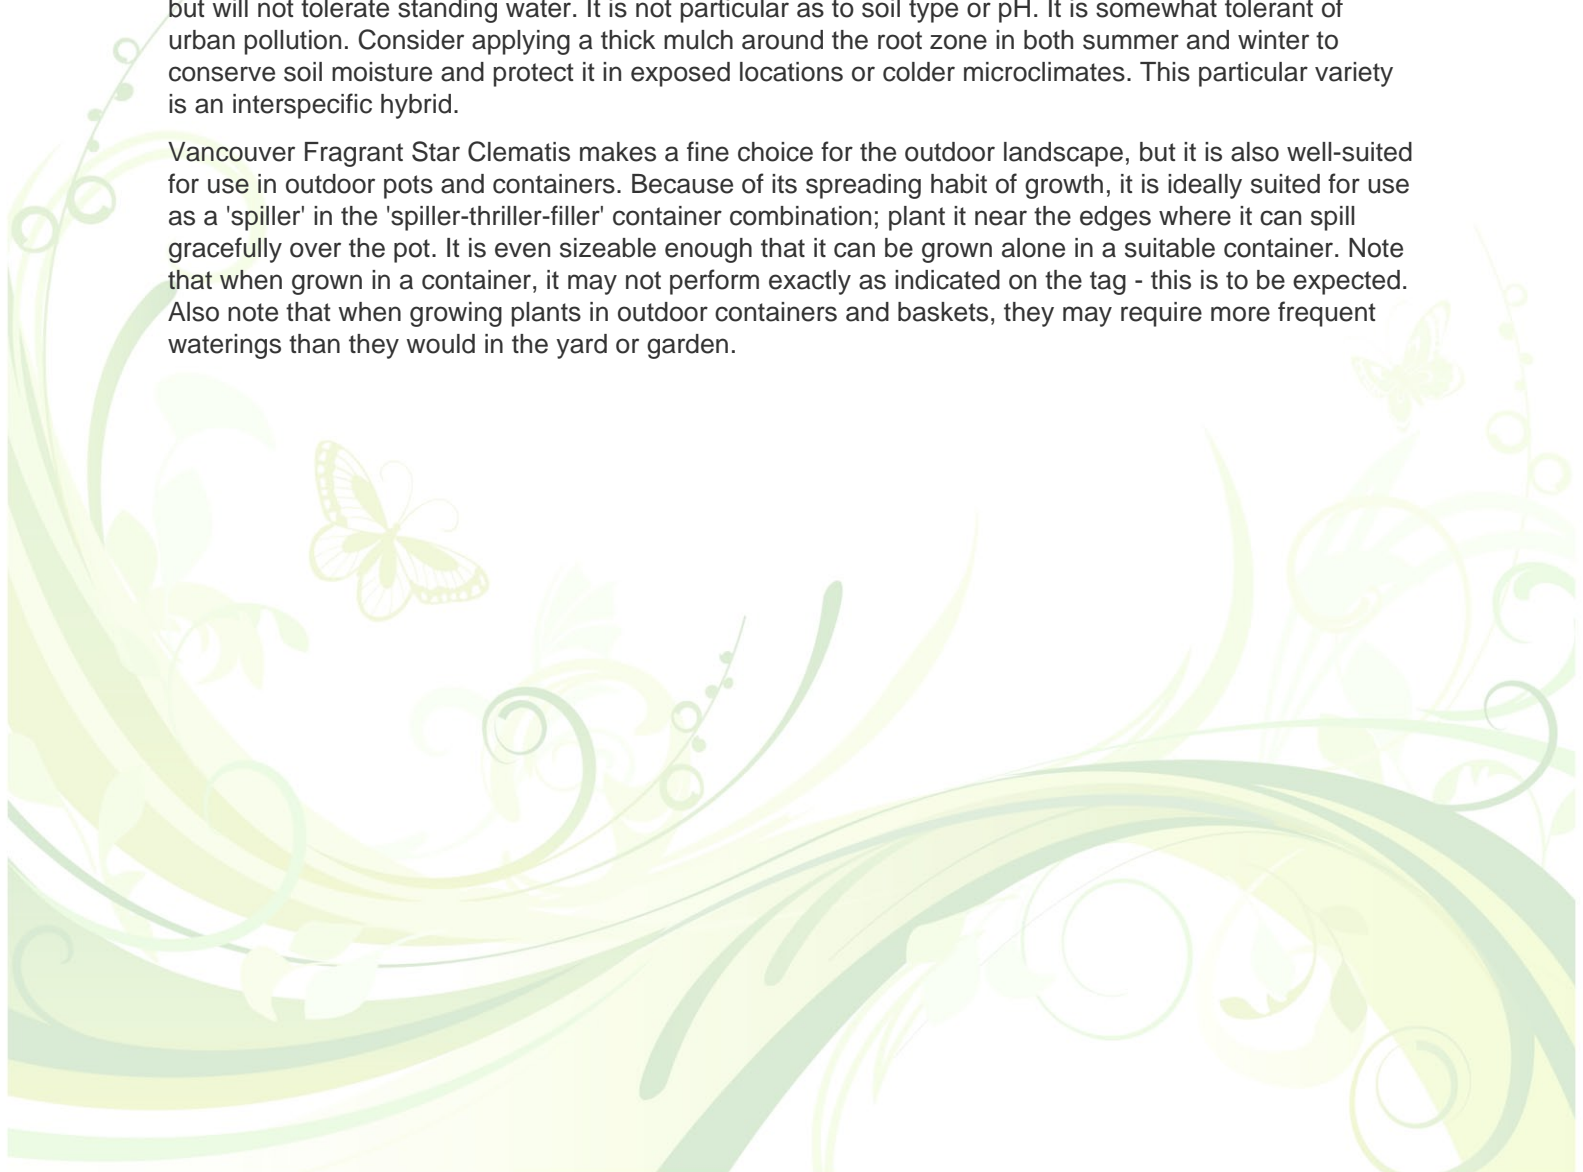 but will not tolerate standing water. It is not particular as to soil type or pH. It is somewhat tolerant of
urban pollution. Consider applying a thick mulch around the root zone in both summer and winter to
conserve soil moisture and protect it in exposed locations or colder microclimates. This particular variety
is an interspecific hybrid.
Vancouver Fragrant Star Clematis makes a fine choice for the outdoor landscape, but it is also well-suited
for use in outdoor pots and containers. Because of its spreading habit of growth, it is ideally suited for use
as a 'spiller' in the 'spiller-thriller-filler' container combination; plant it near the edges where it can spill
gracefully over the pot. It is even sizeable enough that it can be grown alone in a suitable container. Note
that when grown in a container, it may not perform exactly as indicated on the tag - this is to be expected.
Also note that when growing plants in outdoor containers and baskets, they may require more frequent
waterings than they would in the yard or garden.